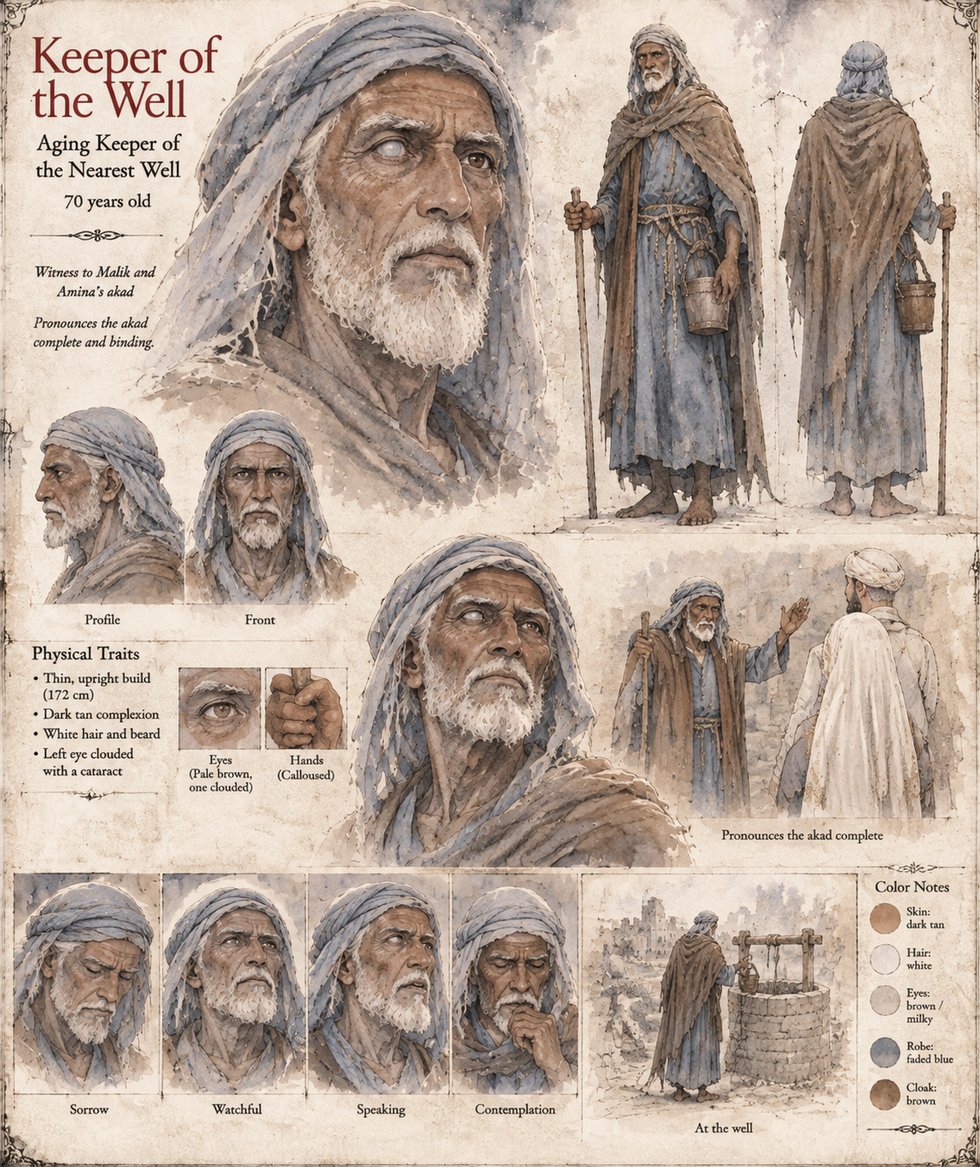 Keeper of
the Well
Aging Keeper of
the Nearest Well
70 years old
Witness to Malik and
Amina's akad
Pronounces the akad
complete and binding.
Profile
Front
Physical Traits
• Thin, upright build
(172 cm)
• Dark tan complexion
• White hair and beard
• Left eye clouded
with a cataract
Eyes
(Pale brown,
one clouded)
Hands
(Calloused)
Pronounces the akad complete
Sorrow
Watchful
Speaking
Contemplation
At the well
Color Notes
Skin:
dark tan
Hair:
white
Eyes:
brown /
milky
Robe:
faded blue
Cloak:
brown